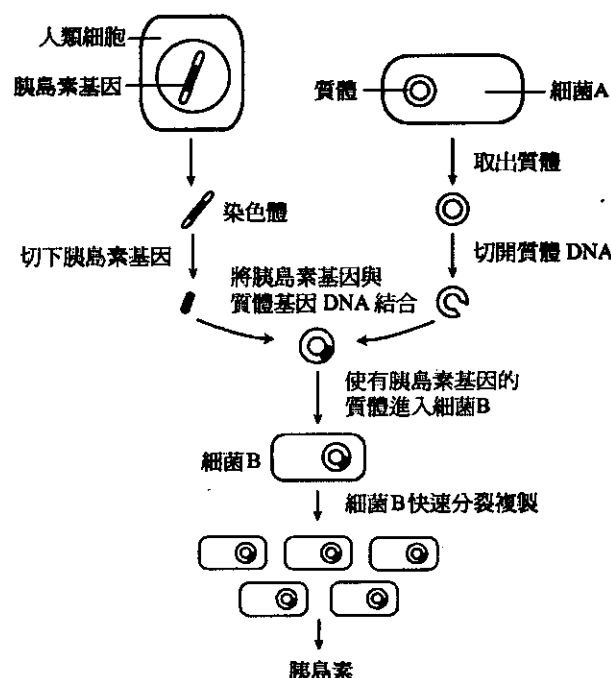 人類細胞
胰島素基因
質體
細菌A
取出質體
染色體
切下胰島素基因
切開質體 DNA
將胰島素基因與
質體基因 DNA 結合
使有胰島素基因的
質體進入細菌B
細菌B
細菌B快速分裂複製
胰島素